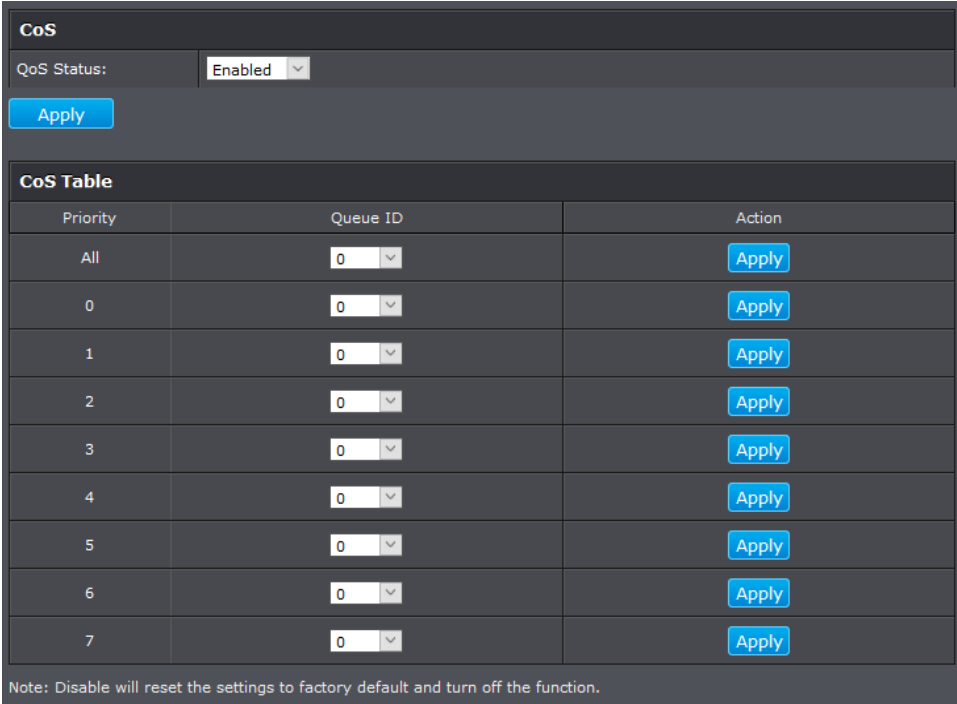 CoS
QoS Status: Enabled
Apply
CoS Table
Priority Queue ID Action
All 0 Apply
0 0 Apply
1 0 Apply
2 0 Apply
3 0 Apply
4 0 Apply
5 0 Apply
6 0 Apply
7 0 Apply
Note: Disable will reset the settings to factory default and turn off the function.